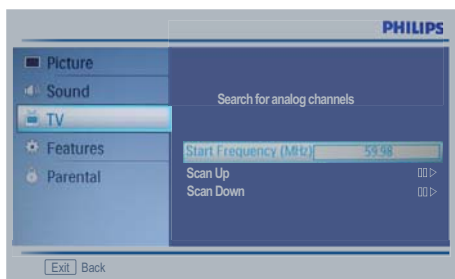 PHILIPS
Picture
Sound
TV
Features
Parental
Search for analog channels
Start Frequency (MHz) 59.98
Scan Up
Scan Down
Exit Back